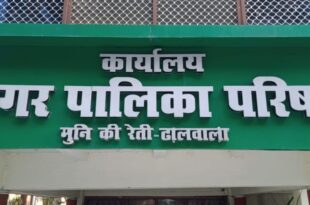 कार्यालय
गर पालिका परिष
मुनि की रेती-ढालवाला